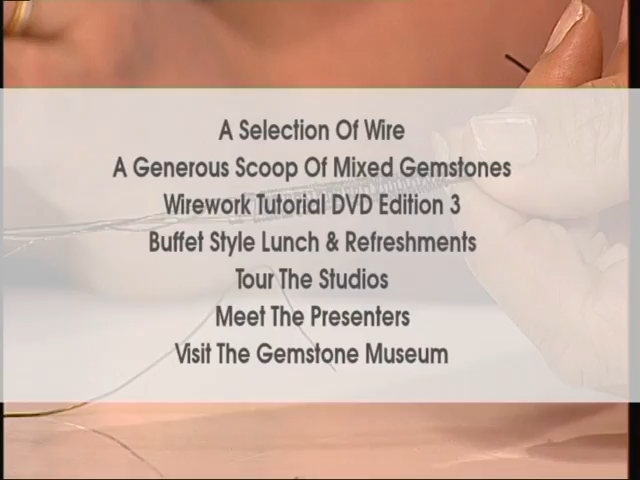 A Selection Of Wire
A Generous Scoop Of Mixed Gemstones
Wirework Tutorial DVD Edition 3
Buffet Style Lunch & Refreshments
Tour The Studios
Meet The Presenters
Visit The Gemstone Museum